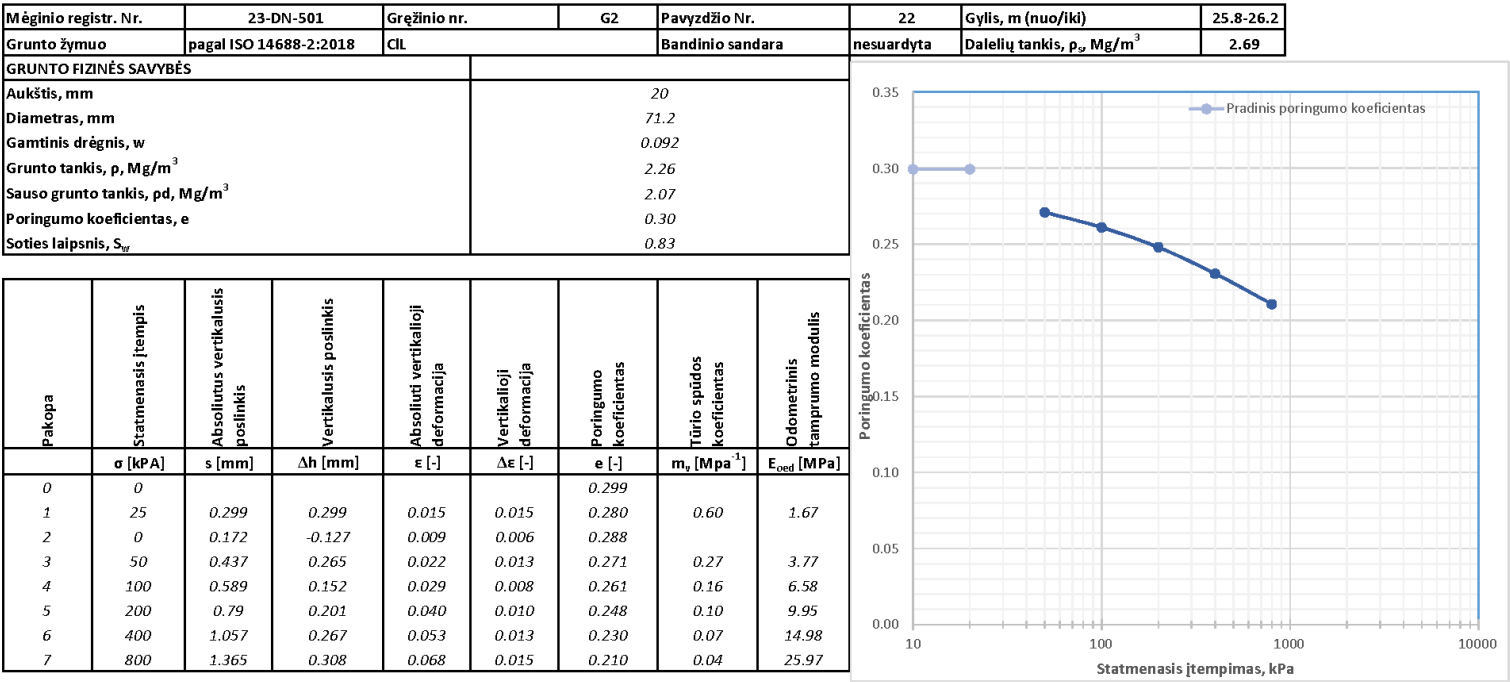 Mėginio registr. Nr. 23-DN-501 Gręžinio nr. G2 Pavyzdžio Nr. 22 Gylis, m (nuo/iki) 25.8-26.2
Grunto žymuo pagal ISO 14688-2:2018 ClL Bandinio sandara nesuardyta Dalelių tankis, ρs, Mg/m³ 2.69
GRUNTO FIZINĖS SAVYBĖS
Aukštis, mm 20
Diametras, mm 71.2
Gamtinis drėgnis, w 0.092
Grunto tankis, ρ, Mg/m³ 2.26
Sauso grunto tankis, ρd, Mg/m³ 2.07
Poringumo koeficientas, e 0.30
Soties laipsnis, Sw 0.83
Pakopa
Statmenasis įtempis
Absoliutus vertikalusis poslinkis
Vertikalusis poslinkis
Absoliuti vertikalioji deformacija
Vertikalioji deformacija
Poringumo koeficientas
Tūrio spūdos koeficientas
Odometrinis tamprumo modulis
σ [kPA] s [mm] Δh [mm] ε [-] Δε [-] e [-] mv [Mpa⁻¹] Eoed [MPa]
0 0 0.299
1 25 0.299 0.299 0.015 0.015 0.280 0.60 1.67
2 0 0.172 -0.127 0.009 0.006 0.288
3 50 0.437 0.265 0.022 0.013 0.271 0.27 3.77
4 100 0.589 0.152 0.029 0.008 0.261 0.16 6.58
5 200 0.79 0.201 0.040 0.010 0.248 0.10 9.95
6 400 1.057 0.267 0.053 0.013 0.230 0.07 14.98
7 800 1.365 0.308 0.068 0.015 0.210 0.04 25.97
Pradinis poringumo koeficientas
Poringumo koeficientas
0.35
0.30
0.25
0.20
0.15
0.10
0.05
0.00
10 100 1000 10000
Statmenasis įtempimas, kPa